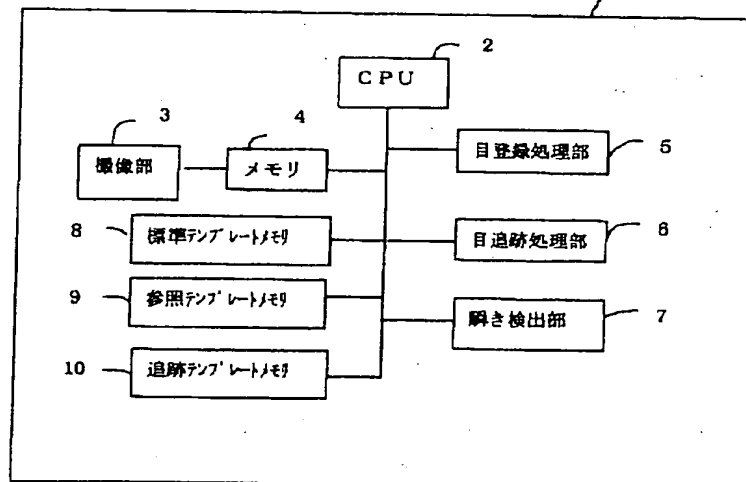 2
CPU
3
4
撮像部
メモリ
目登録処理部
5
8
標準テンプレートメモリ
目追跡処理部
6
9
参照テンプレートメモリ
瞬き検出部
7
10
追跡テンプレートメモリ